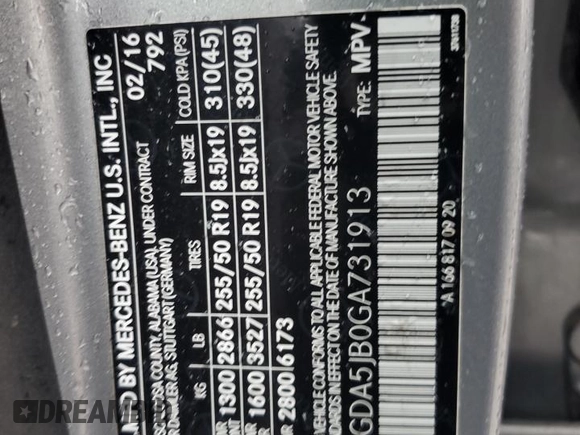 BY MERCEDES-BENZ U.S. INTL., INC
COUNTY, ALABAMA (USA), UNDER CONTRACT
DAIMLER AG, STUTTGART (GERMANY)
02/16
792
KG LB TIRES RIM SIZE COLD KPA (PSI)
1300 2866 255/50 R19 8.5Jx19 310(45)
1600 3527 255/50 R19 8.5Jx19 330(48)
2800 6173
VEHICLE CONFORMS TO ALL APPLICABLE FEDERAL MOTOR VEHICLE SAFETY
IN EFFECT ON THE DATE OF MANUFACTURE SHOWN ABOVE.
GDA5JB0GA731913 TYPE: MPV
A 166 817 09 20
FAXVIN